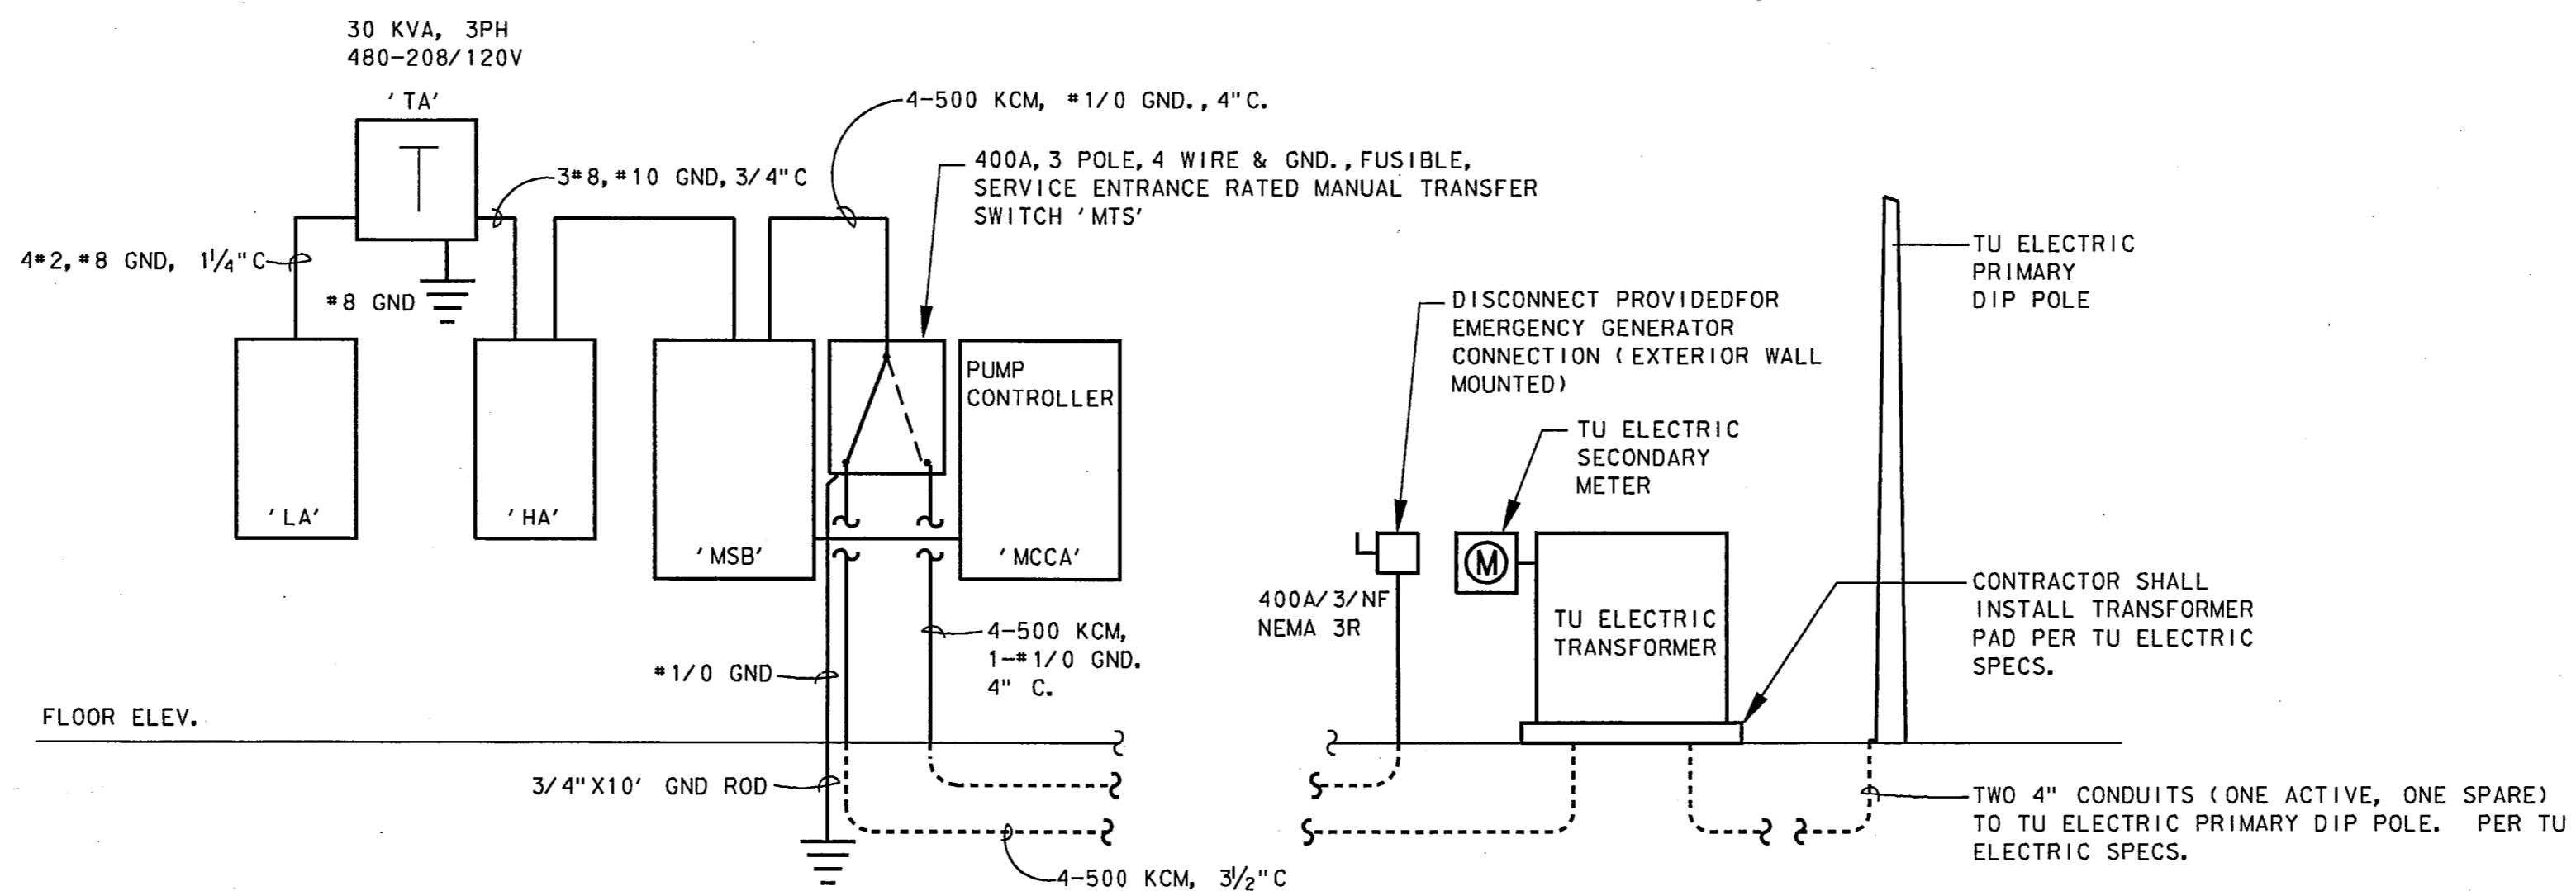 30 KVA, 3PH
480-208/120V
'TA'
4-500 KCM, #1/0 GND., 4"C.
400A, 3 POLE, 4 WIRE & GND., FUSIBLE,
SERVICE ENTRANCE RATED MANUAL TRANSFER
SWITCH 'MTS'
3#8, #10 GND, 3/4"C
4#2, #8 GND, 1 1/4"C
#8 GND
TU ELECTRIC
PRIMARY
DIP POLE
DISCONNECT PROVIDEDFOR
EMERGENCY GENERATOR
CONNECTION (EXTERIOR WALL
MOUNTED)
PUMP
CONTROLLER
TU ELECTRIC
SECONDARY
METER
'LA'
'HA'
'MSB'
'MCCA'
M
400A/3/NF
NEMA 3R
TU ELECTRIC
TRANSFORMER
CONTRACTOR SHALL
INSTALL TRANSFORMER
PAD PER TU ELECTRIC
SPECS.
4-500 KCM,
1-#1/0 GND.
4" C.
#1/0 GND
FLOOR ELEV.
3/4"X10' GND ROD
TWO 4" CONDUITS (ONE ACTIVE, ONE SPARE)
TO TU ELECTRIC PRIMARY DIP POLE. PER TU
ELECTRIC SPECS.
4-500 KCM, 3 1/2"C